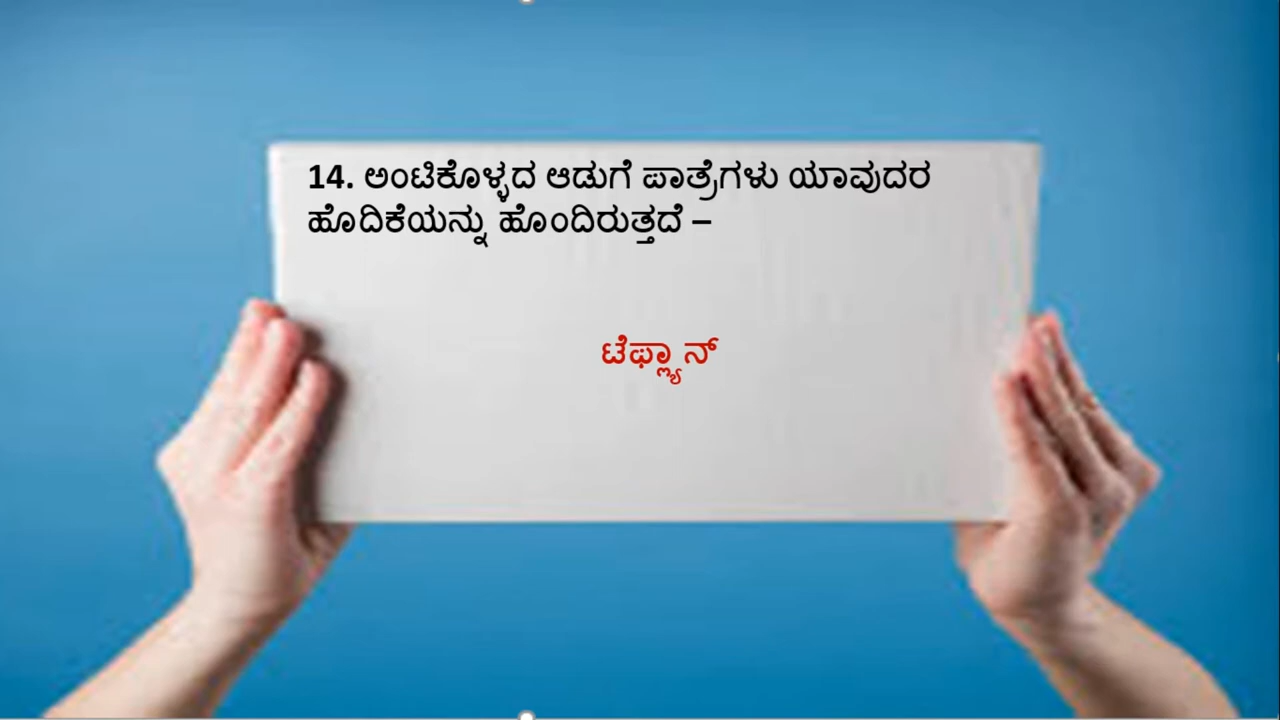 14. ಅಂಟಿಕೊಳ್ಳದ ಆಡುಗೆ ಪಾತ್ರೆಗಳು ಯಾವುದರ
ಹೊದಿಕೆಯನ್ನು ಹೊಂದಿರುತ್ತದೆ –
ಟೆಫ್ಲ್ಯಾನ್